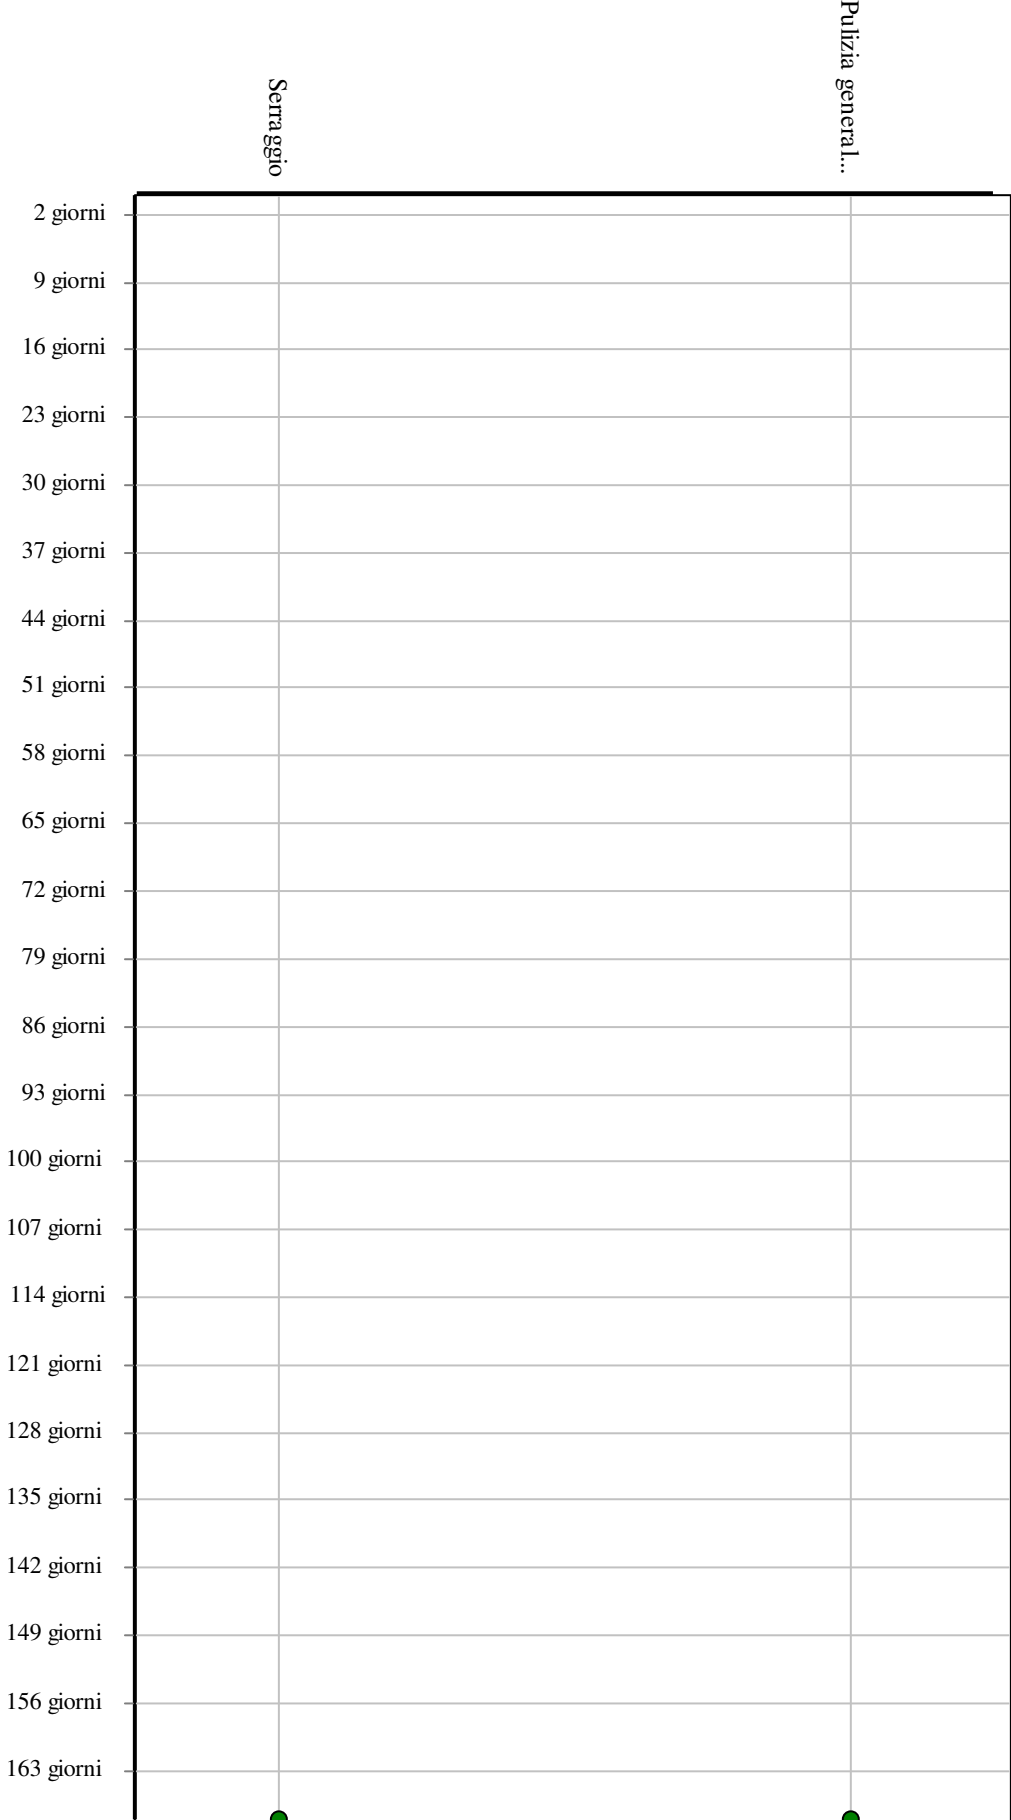 Serraggio
Pulizia general...
2 giorni
9 giorni
16 giorni
23 giorni
30 giorni
37 giorni
44 giorni
51 giorni
58 giorni
65 giorni
72 giorni
79 giorni
86 giorni
93 giorni
100 giorni
107 giorni
114 giorni
121 giorni
128 giorni
135 giorni
142 giorni
149 giorni
156 giorni
163 giorni